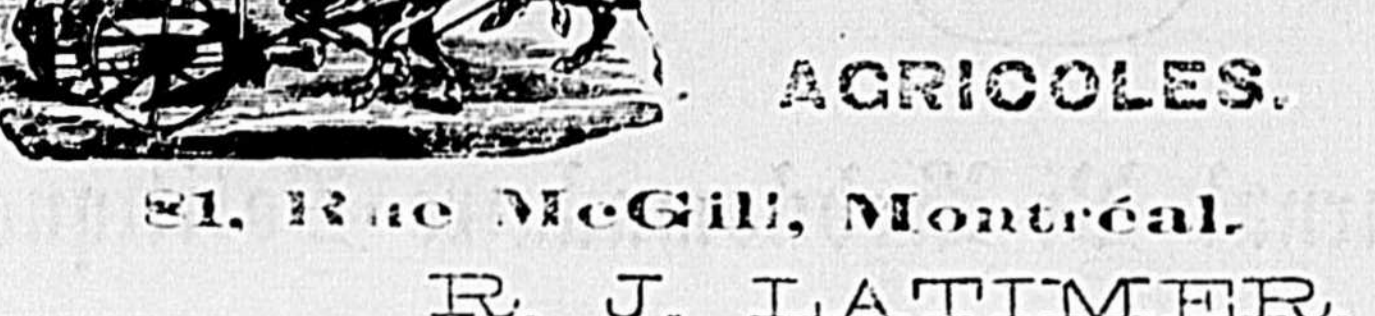 AGRICOLES.
81, Rue McGill, Montréal.
R. J. LATIMER